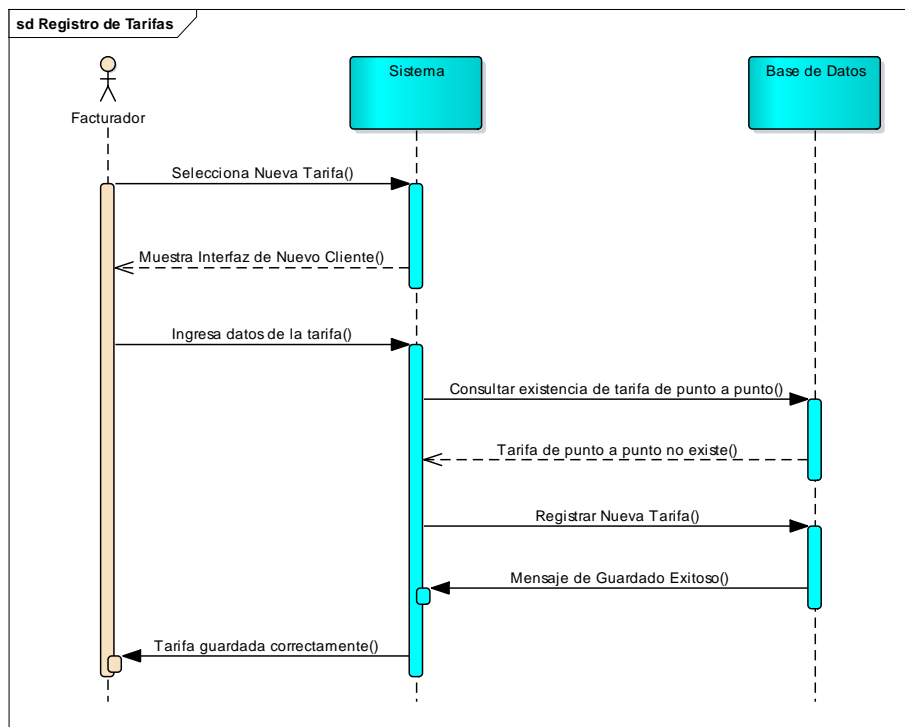 sd Registro de Tarifas
Facturador
Sistema
Base de Datos
Selecciona Nueva Tarifa()
Muestra Interfaz de Nuevo Cliente()
Ingresa datos de la tarifa()
Consultar existencia de tarifa de punto a punto()
Tarifa de punto a punto no existe()
Registrar Nueva Tarifa()
Mensaje de Guardado Exitoso()
Tarifa guardada correctamente()